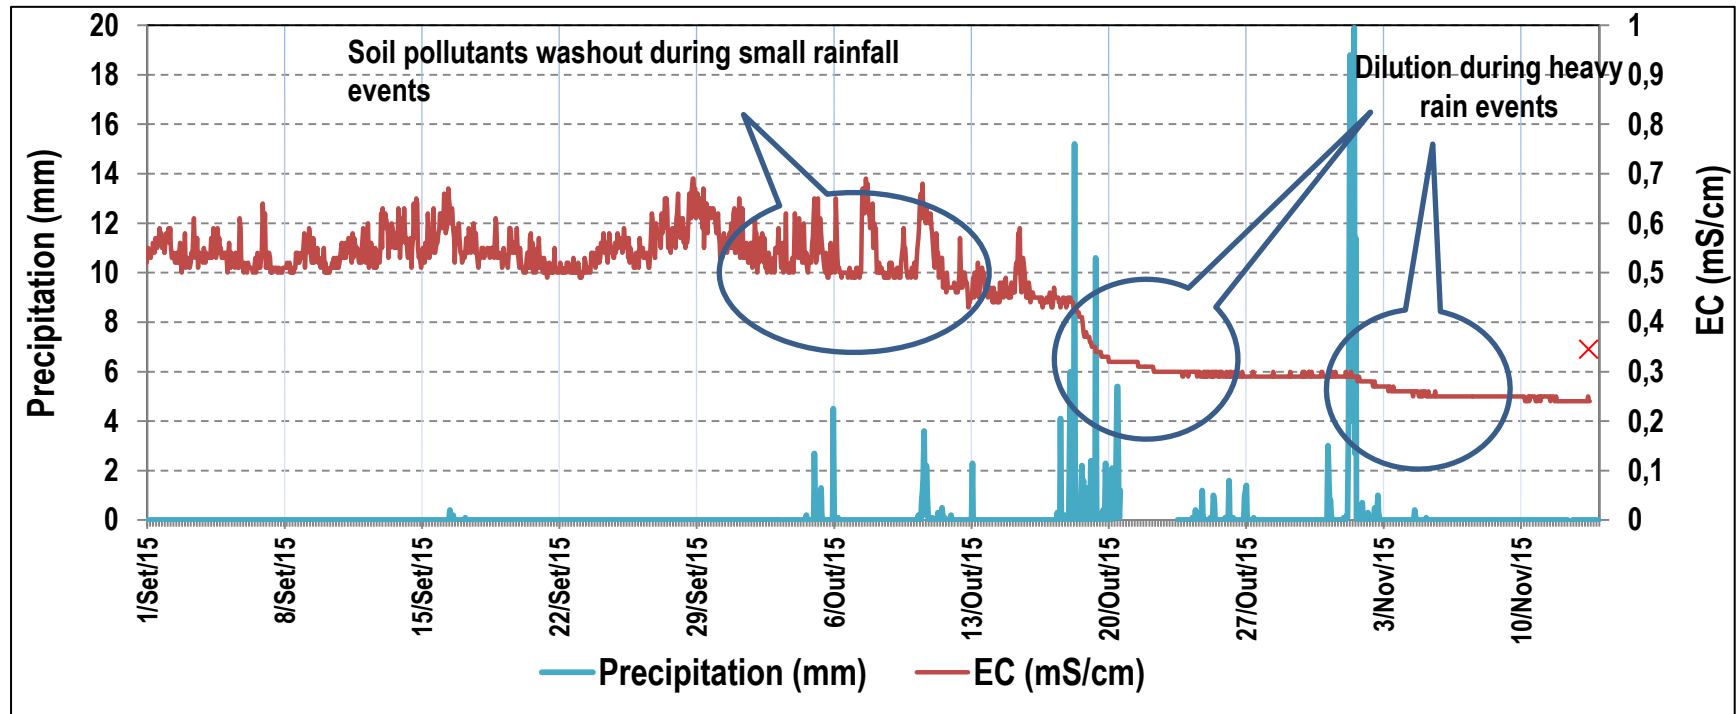 Soil pollutants washout during small rainfall
events
Dilution during heavy
rain events
Precipitation (mm)
20
18
16
14
12
10
8
6
4
2
0
1
0,9
0,8
0,7
0,6
0,5
0,4
0,3
0,2
0,1
0
EC (mS/cm)
1/Set/15
8/Set/15
15/Set/15
22/Set/15
29/Set/15
6/Out/15
13/Out/15
20/Out/15
27/Out/15
3/Nov/15
10/Nov/15
Precipitation (mm)
EC (mS/cm)